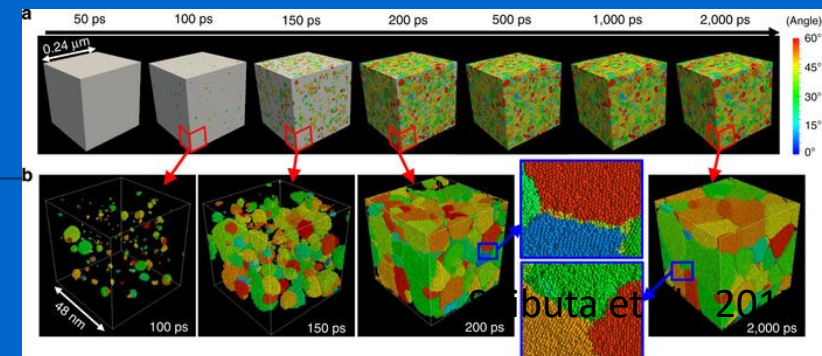 a
50 ps 100 ps 150 ps 200 ps 500 ps 1,000 ps 2,000 ps (Angle)
0.24 μm
60°
45°
30°
15°
0°
b
48 nm
100 ps
150 ps
200 ps
2,000 ps